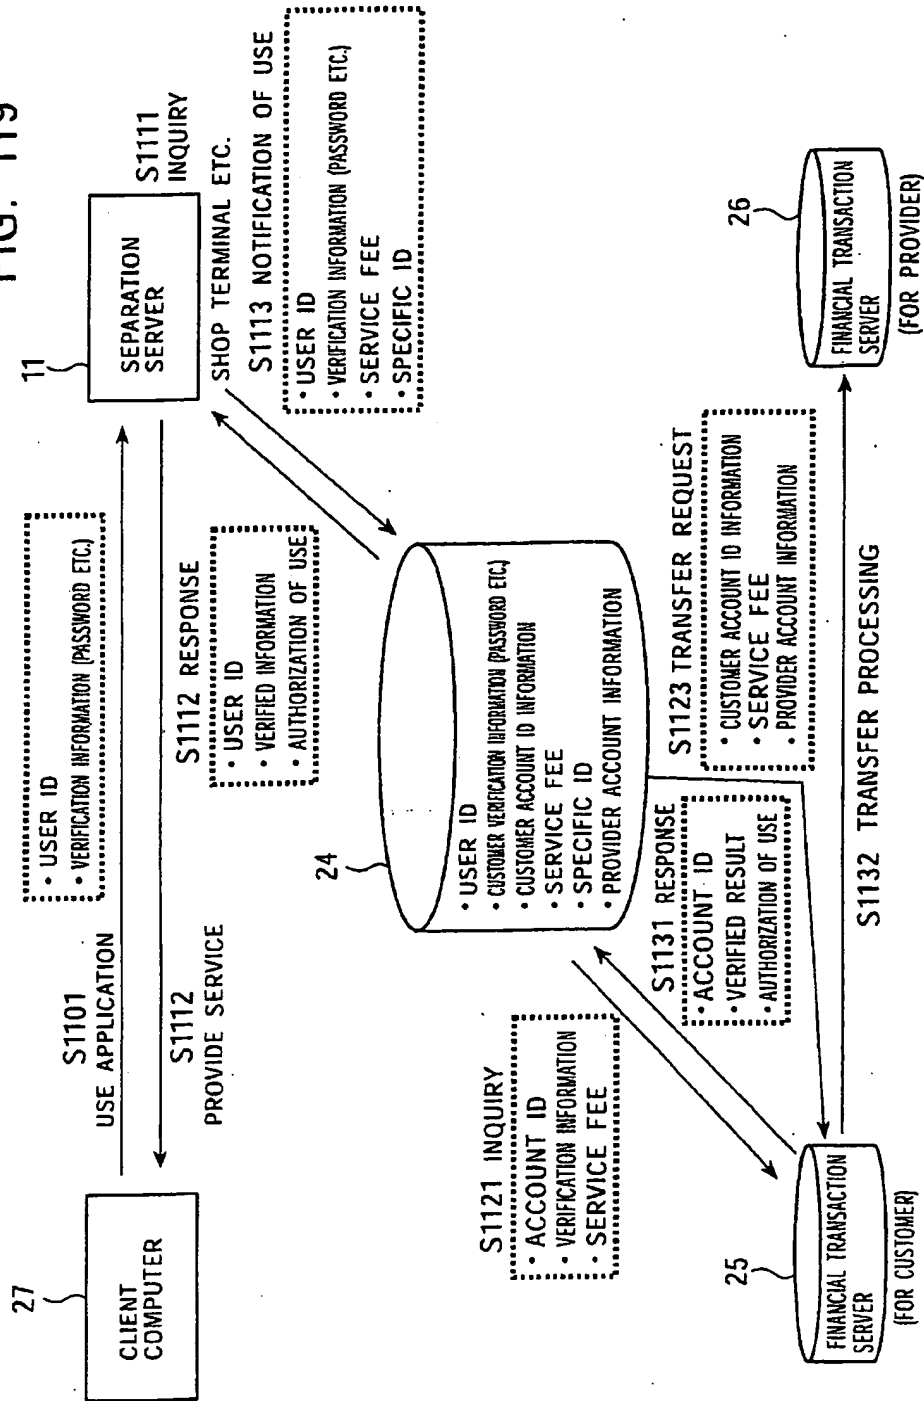 FIG. 119
27
CLIENT
COMPUTER
S1101
USE APPLICATION
• USER ID
• VERIFICATION INFORMATION (PASSWORD ETC.)
S1112
PROVIDE SERVICE
11
SEPARATION
SERVER
S1111
INQUIRY
SHOP TERMINAL ETC.
S1112 RESPONSE
• USER ID
• VERIFIED INFORMATION
• AUTHORIZATION OF USE
S1113 NOTIFICATION OF USE
• USER ID
• VERIFICATION INFORMATION (PASSWORD ETC.)
• SERVICE FEE
• SPECIFIC ID
24
• USER ID
• CUSTOMER VERIFICATION INFORMATION (PASSWORD ETC.)
• CUSTOMER ACCOUNT ID INFORMATION
• SERVICE FEE
• SPECIFIC ID
• PROVIDER ACCOUNT INFORMATION
S1121 INQUIRY
• ACCOUNT ID
• VERIFICATION INFORMATION
• SERVICE FEE
S1131 RESPONSE
• ACCOUNT ID
• VERIFIED RESULT
• AUTHORIZATION OF USE
S1123 TRANSFER REQUEST
• CUSTOMER ACCOUNT ID INFORMATION
• SERVICE FEE
• PROVIDER ACCOUNT INFORMATION
25
FINANCIAL TRANSACTION
SERVER
(FOR CUSTOMER)
S1132 TRANSFER PROCESSING
26
FINANCIAL TRANSACTION
SERVER
(FOR PROVIDER)